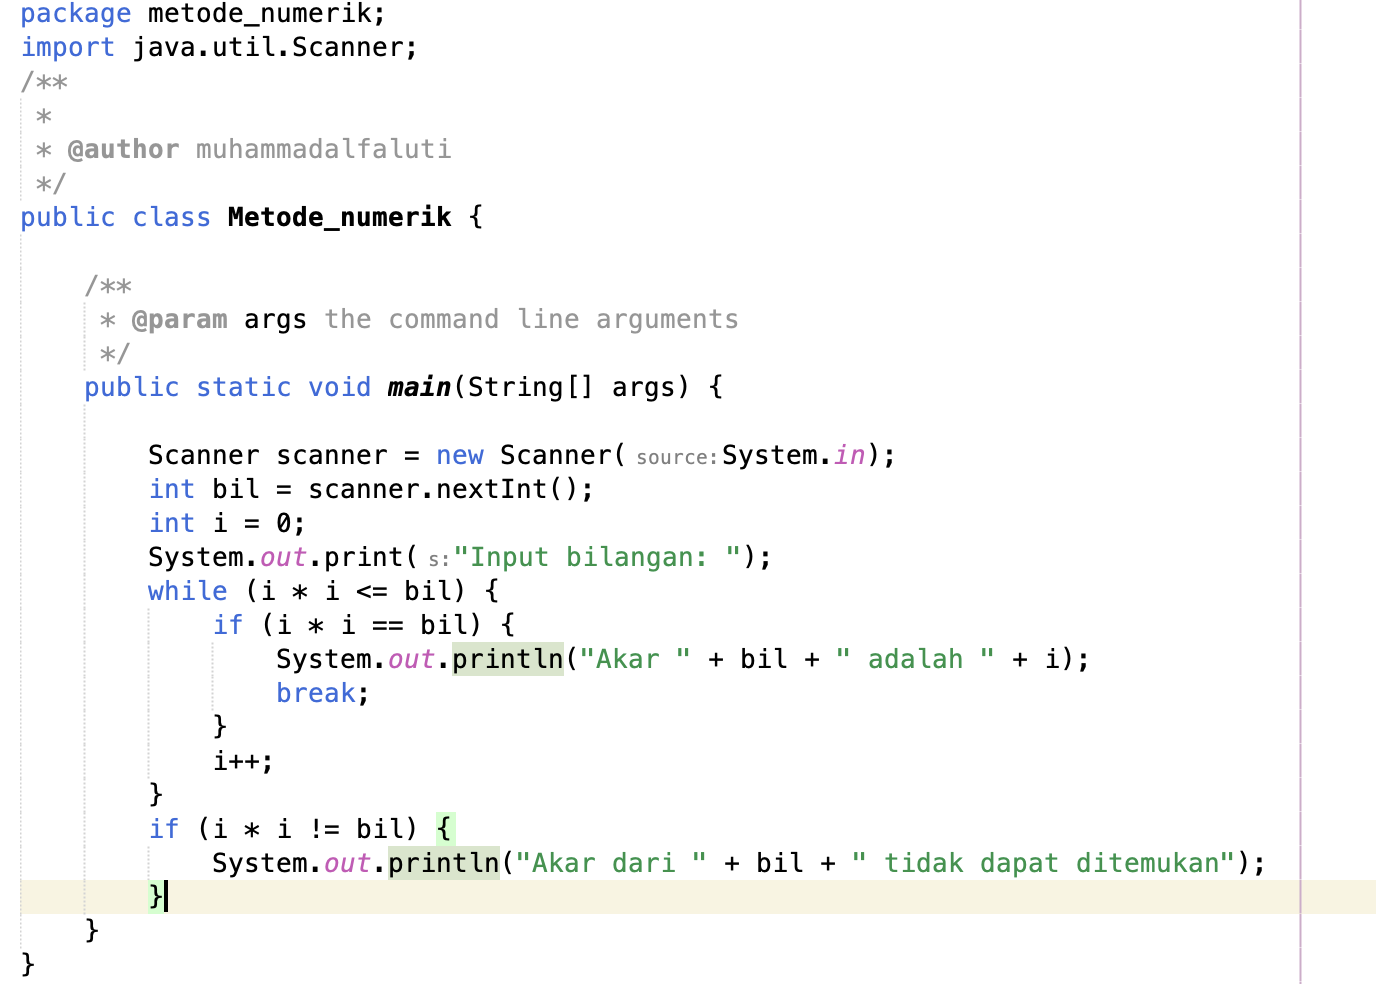 package metode_numerik;
import java.util.Scanner;
/**
 *
 * @author muhammadalfaluti
 */
public class Metode_numerik {

    /**
     * @param args the command line arguments
     */
    public static void main(String[] args) {

        Scanner scanner = new Scanner( source:System.in);
        int bil = scanner.nextInt();
        int i = 0;
        System.out.print( s:"Input bilangan: ");
        while (i * i <= bil) {
            if (i * i == bil) {
                System.out.println("Akar " + bil + " adalah " + i);
                break;
            }
            i++;
        }
        if (i * i != bil) {
            System.out.println("Akar dari " + bil + " tidak dapat ditemukan");
        }
    }
}